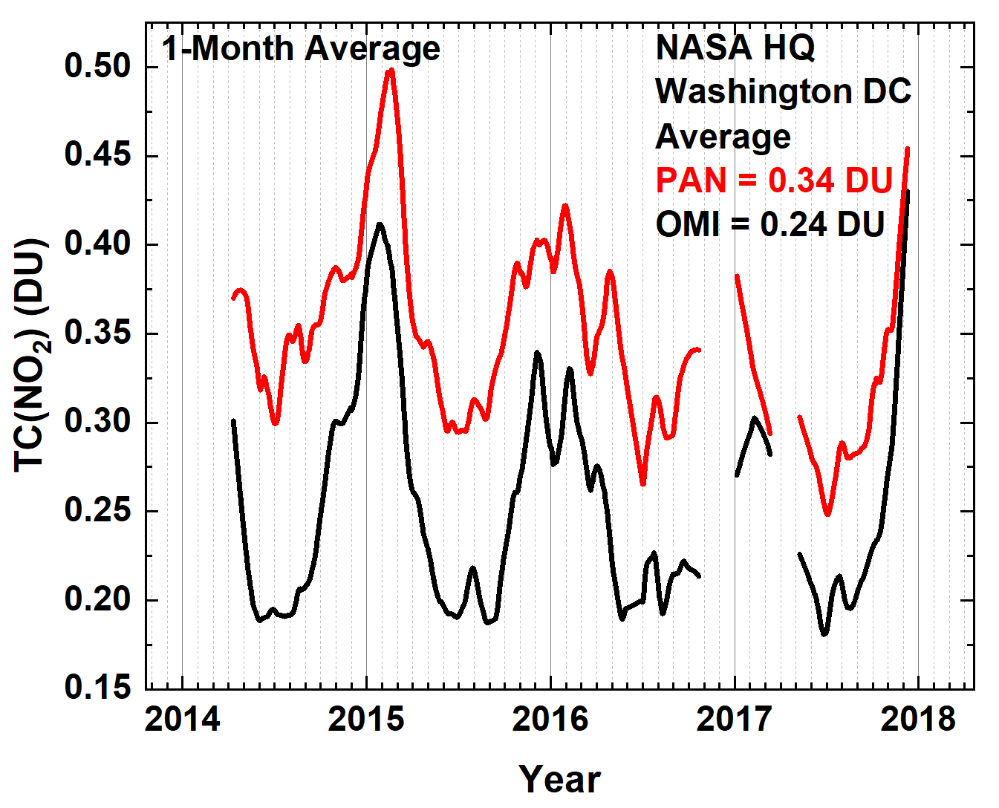 1-Month Average
NASA HQ
Washington DC
Average
PAN = 0.34 DU
OMI = 0.24 DU
TC(NO₂) (DU)
0.50
0.45
0.40
0.35
0.30
0.25
0.20
0.15
2014 2015 2016 2017 2018
Year